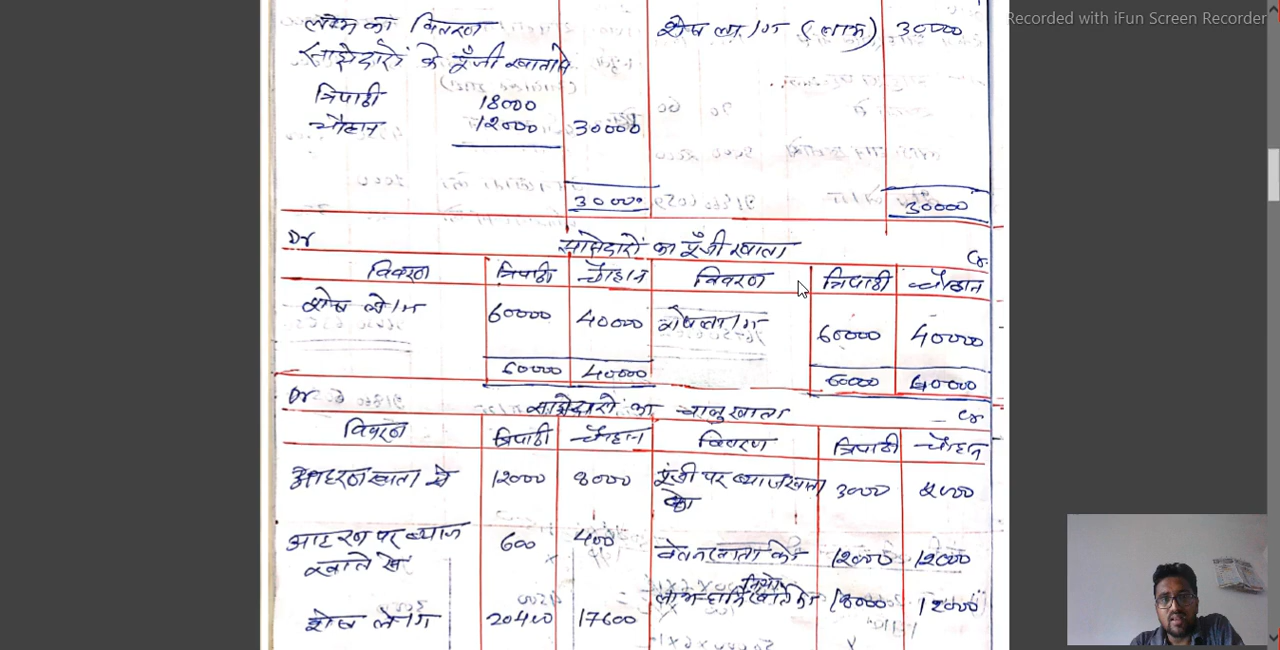 Recorded with iFun Screen Recorder
लाभ का वितरण शेष ला/ग (लाभ) 30000
साझेदारों के पूँजी खाता में
त्रिपाठी 18000
चौहान 12000 30000
30000 30000
Dr साझेदारों का पूँजी खाता Cr.
विवरण त्रिपाठी चौहान विवरण त्रिपाठी चौहान
शेष ले/ग 60000 40000 शेष ला/ग 60000 40000
60000 40000 60000 40000
Dr साझेदारों का चालु खाता Cr
विवरण त्रिपाठी चौहान विवरण त्रिपाठी चौहान
आहरण खाता से 12000 8000 पूँजी पर ब्याज खाता का 3000
आहरण पर ब्याज खाते से 600 400 वेतन खाता का 12000 12000
शेष ले/ग 20400 17600 लाभ हानि खाते का 18000 12000